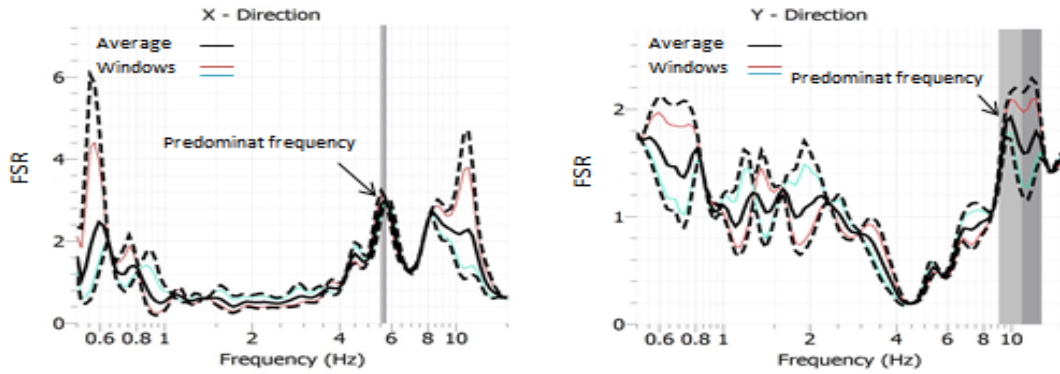 X - Direction
Average
Windows
Predominat frequency
FSR
6
4
2
0
0.6 0.8 1 2 4 6 8 10
Frequency (Hz)
Y - Direction
Average
Windows
Predominat frequency
FSR
2
1
0
0.6 0.8 1 2 4 6 8 10
Frequency (Hz)